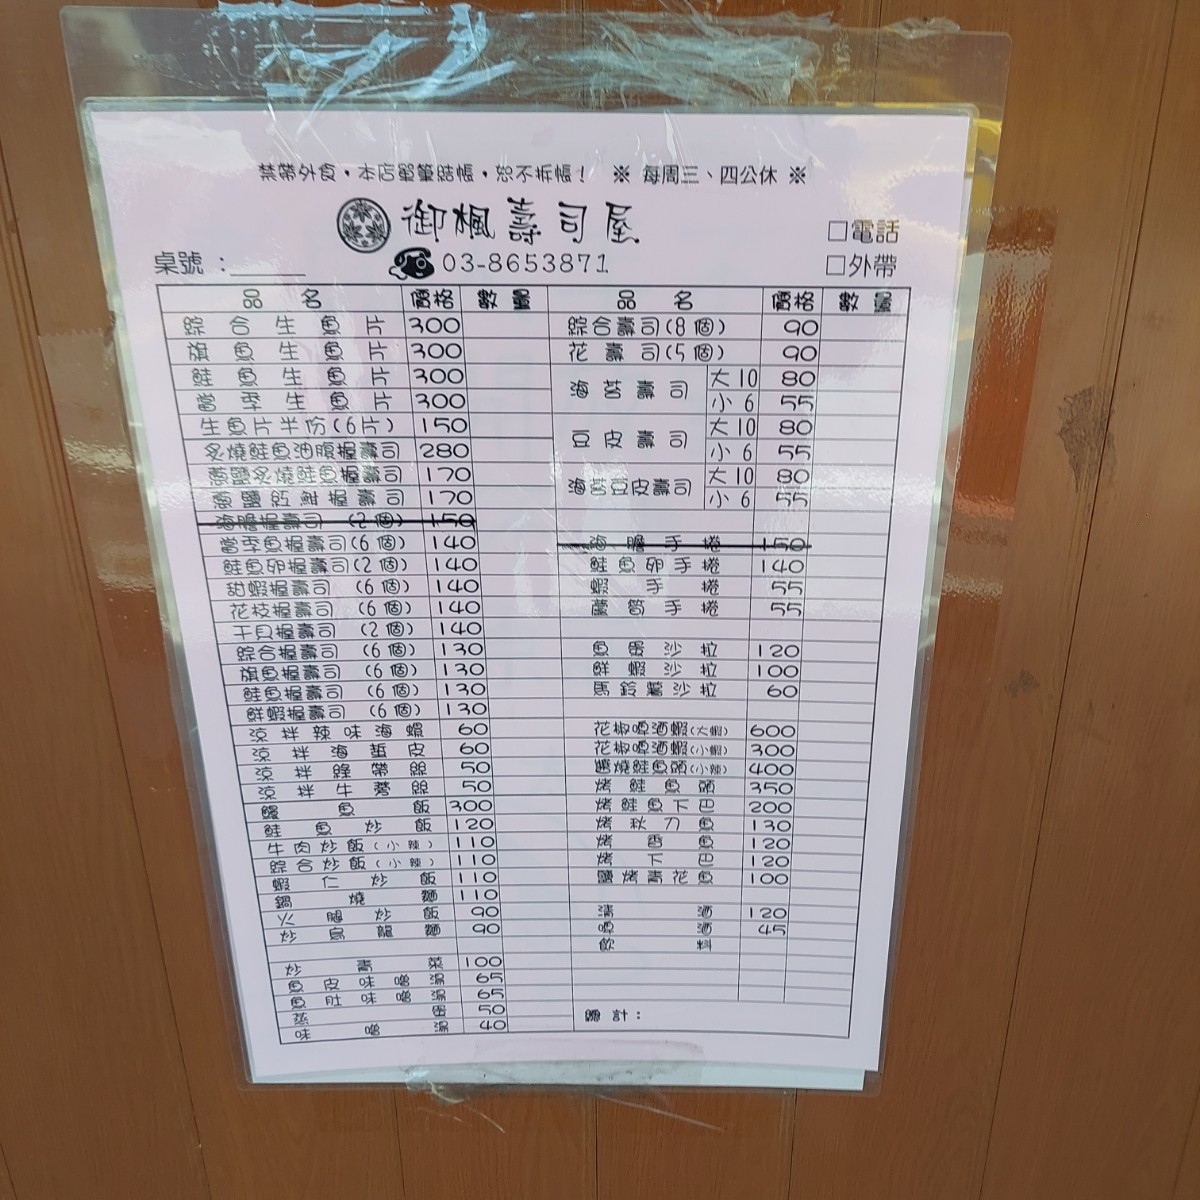 禁帶外食，本店單筆結帳，恕不拆帳！ ※ 每周三、四公休 ※
御楓壽司屋
□電話
桌號：
03-8653871
□外帶
品名 價格 數量
綜合生魚片 300
旗魚生魚片 300
鮭魚生魚片 300
當季生魚片 300
生魚片半份(6片) 150
炙燒鮭魚油腹握壽司 280
蔥鹽炙燒鮭魚握壽司 170
蔥鹽紅魽握壽司 170
海膽握壽司 (2個) 150
當季魚握壽司(6個) 140
鮭魚卵握壽司(2個) 140
甜蝦握壽司 (6個) 140
花枝握壽司 (6個) 140
干貝握壽司 (2個) 140
綜合握壽司 (6個) 130
旗魚握壽司 (6個) 130
鮭魚握壽司 (6個) 130
鮮蝦握壽司 (6個) 130
涼拌辣味海螺 60
涼拌海蜇皮 60
涼拌綠帶絲 50
涼拌牛蒡絲 50
鰻魚飯 300
鮭魚炒飯 120
牛肉炒飯(小辣) 110
綜合炒飯(小辣) 110
蝦仁炒飯 110
鍋燒麵 110
火腿炒飯 90
炒烏龍麵 90
炒青菜 100
魚皮味噌湯 65
魚肚味噌湯 65
蒸蛋 50
味噌湯 40
品名 價格 數量
綜合壽司(8個) 90
花壽司(5個) 90
海苔壽司 大10 80
小6 55
豆皮壽司 大10 80
小6 55
海苔豆皮壽司 大10 80
小6 55
海膽手捲 150
鮭魚卵手捲 140
蝦手捲 55
蘆筍手捲 55
魚蛋沙拉 120
鮮蝦沙拉 100
馬鈴薯沙拉 60
花椒啤酒蝦(大蝦) 600
花椒啤酒蝦(小蝦) 300
醬燒鮭魚頭(小辣) 400
烤鮭魚頭 350
烤鮭魚下巴 200
烤秋刀魚 130
烤香魚 120
烤下巴 120
鹽烤青花魚 100
清酒 120
啤酒 45
飲料
總計：